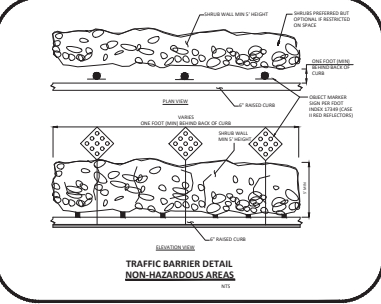 SHRUB WALL MIN 5' HEIGHT
SHRUBS PREFERRED BUT
OPTIONAL IF RESTRICTED
ON SPACE
ONE FOOT (MIN)
BEHIND BACK OF
CURB
PLAN VIEW
6" RAISED CURB
OBJECT MARKER
SIGN PER FDOT
INDEX 17349 (CASE
II RED REFLECTORS)
VARIES
ONE FOOT (MIN) BEHIND BACK OF CURB
SHRUB WALL
MIN 5' HEIGHT
5' MIN
6" RAISED CURB
ELEVATION VIEW
TRAFFIC BARRIER DETAIL
NON-HAZARDOUS AREAS
NTS